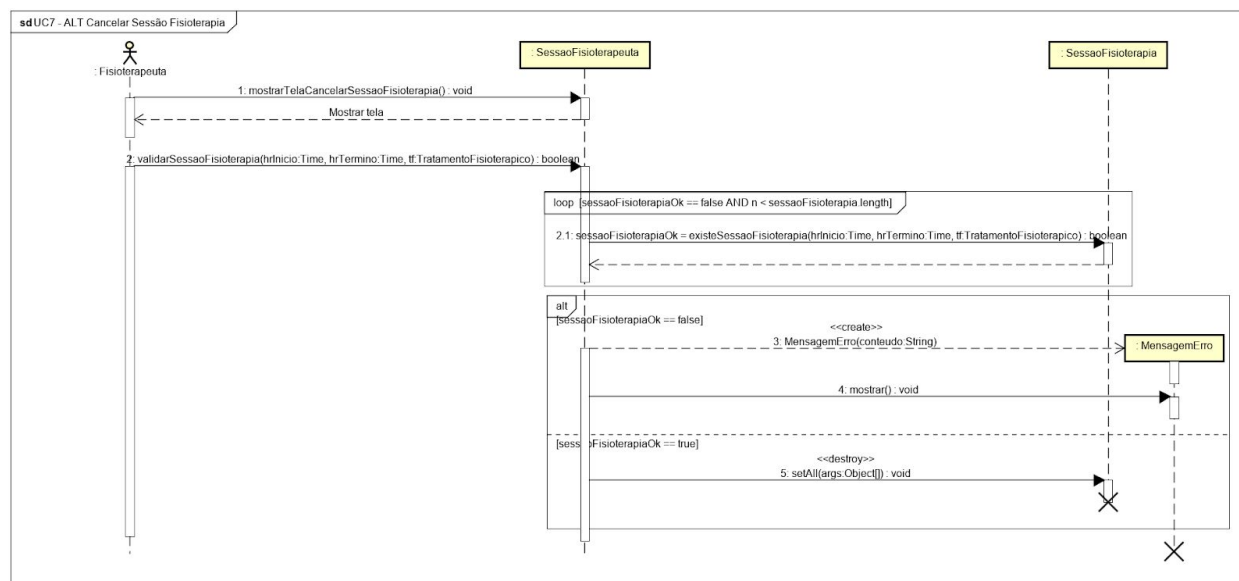 sd UC7 - ALT Cancelar Sessão Fisioterapia
: Fisioterapeuta
: SessaoFisioterapeuta
: SessaoFisioterapia
1: mostrarTelaCancelarSessaoFisioterapia() : void
Mostrar tela
2: validarSessaoFisioterapia(hrInicio:Time, hrTermino:Time, tf:TratamentoFisioterapico) : boolean
loop [sessaoFisioterapiaOk == false AND n < sessaoFisioterapia.length]
2.1: sessaoFisioterapiaOk = existeSessaoFisioterapia(hrInicio:Time, hrTermino:Time, tf:TratamentoFisioterapico) : boolean
alt
[sessaoFisioterapiaOk == false]
<<create>>
3: MensagemErro(conteudo:String)
: MensagemErro
4: mostrar() : void
[sessaoFisioterapiaOk == true]
<<destroy>>
5: setAll(args:Object[]) : void